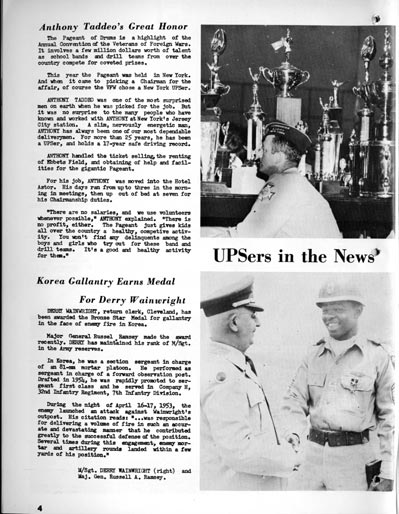 Anthony Taddeo's Great Honor
The Pageant of Drums is a highlight of the
Annual Convention of the Veterans of Foreign Wars.
It involves a few million dollars worth of talent
as school bands and drill teams from over the
country compete for coveted prizes.
This year the Pageant was held in New York.
And when it came to picking a Chairman for the
affair, of course the VFW chose a New York UPSer.
ANTHONY TADDEO was one of the most surprised
men on earth when he was picked for the job. But
it was no surprise to the many people who have
known and worked with ANTHONY at New York's Jersey
City station. A slim, nervously energetic man,
ANTHONY has always been one of our most dependable
deliverymen. For more than 25 years, he has been
a UPSer, and holds a 17-year safe driving record.
ANTHONY handled the ticket selling, the renting
of Ebbets Field, and obtaining of help and facil-
ities for the gigantic Pageant.
For his job, ANTHONY was moved into the Hotel
Astor. His days ran from up to three in the morn-
ing in meetings, then up out of bed at seven for
his Chairmanship duties.
"There are no salaries, and we use volunteers
whenever possible," ANTHONY explained. "There is
no profit, either. The Pageant just gives kids
all over the country a healthy, competive activ-
ity. You won't find any delinquents among the
boys and girls who try out for these band and
drill teams. It's a good and healthy activity
for them."
UPSers in the News
Korea Gallantry Earns Medal
For Derry Wainwright
DERRY WAINWRIGHT, return clerk, Cleveland, has
been awarded the Bronze Star Medal for gallantry
in the face of enemy fire in Korea.
Major General Russel Ramsey made the award
recently. DERRY has maintained his rank of M/Sgt.
in the Army reserves.
In Korea, he was a section sergeant in charge
of an 81-mm mortar platoon. He performed as
sergeant in charge of a forward observation post.
Drafted in 1954, he was rapidly promoted to ser-
geant first class and he served in Company H,
32nd Infantry Regiment, 7th Infantry Division.
During the night of April 16-17, 1953, the
enemy launched an attack against Wainwright's
outpost. His citation reads: "...was responsible
for delivering a volume of fire in such an accur-
ate and devastating manner that he contributed
greatly to the successful defense of the position.
Several times during this engagement, enemy mor-
tar and artillery rounds landed within a few
yards of his position."
M/Sgt. DERRY WAINWRIGHT (right) and
Maj. Gen. Russell A. Ramsey.
4